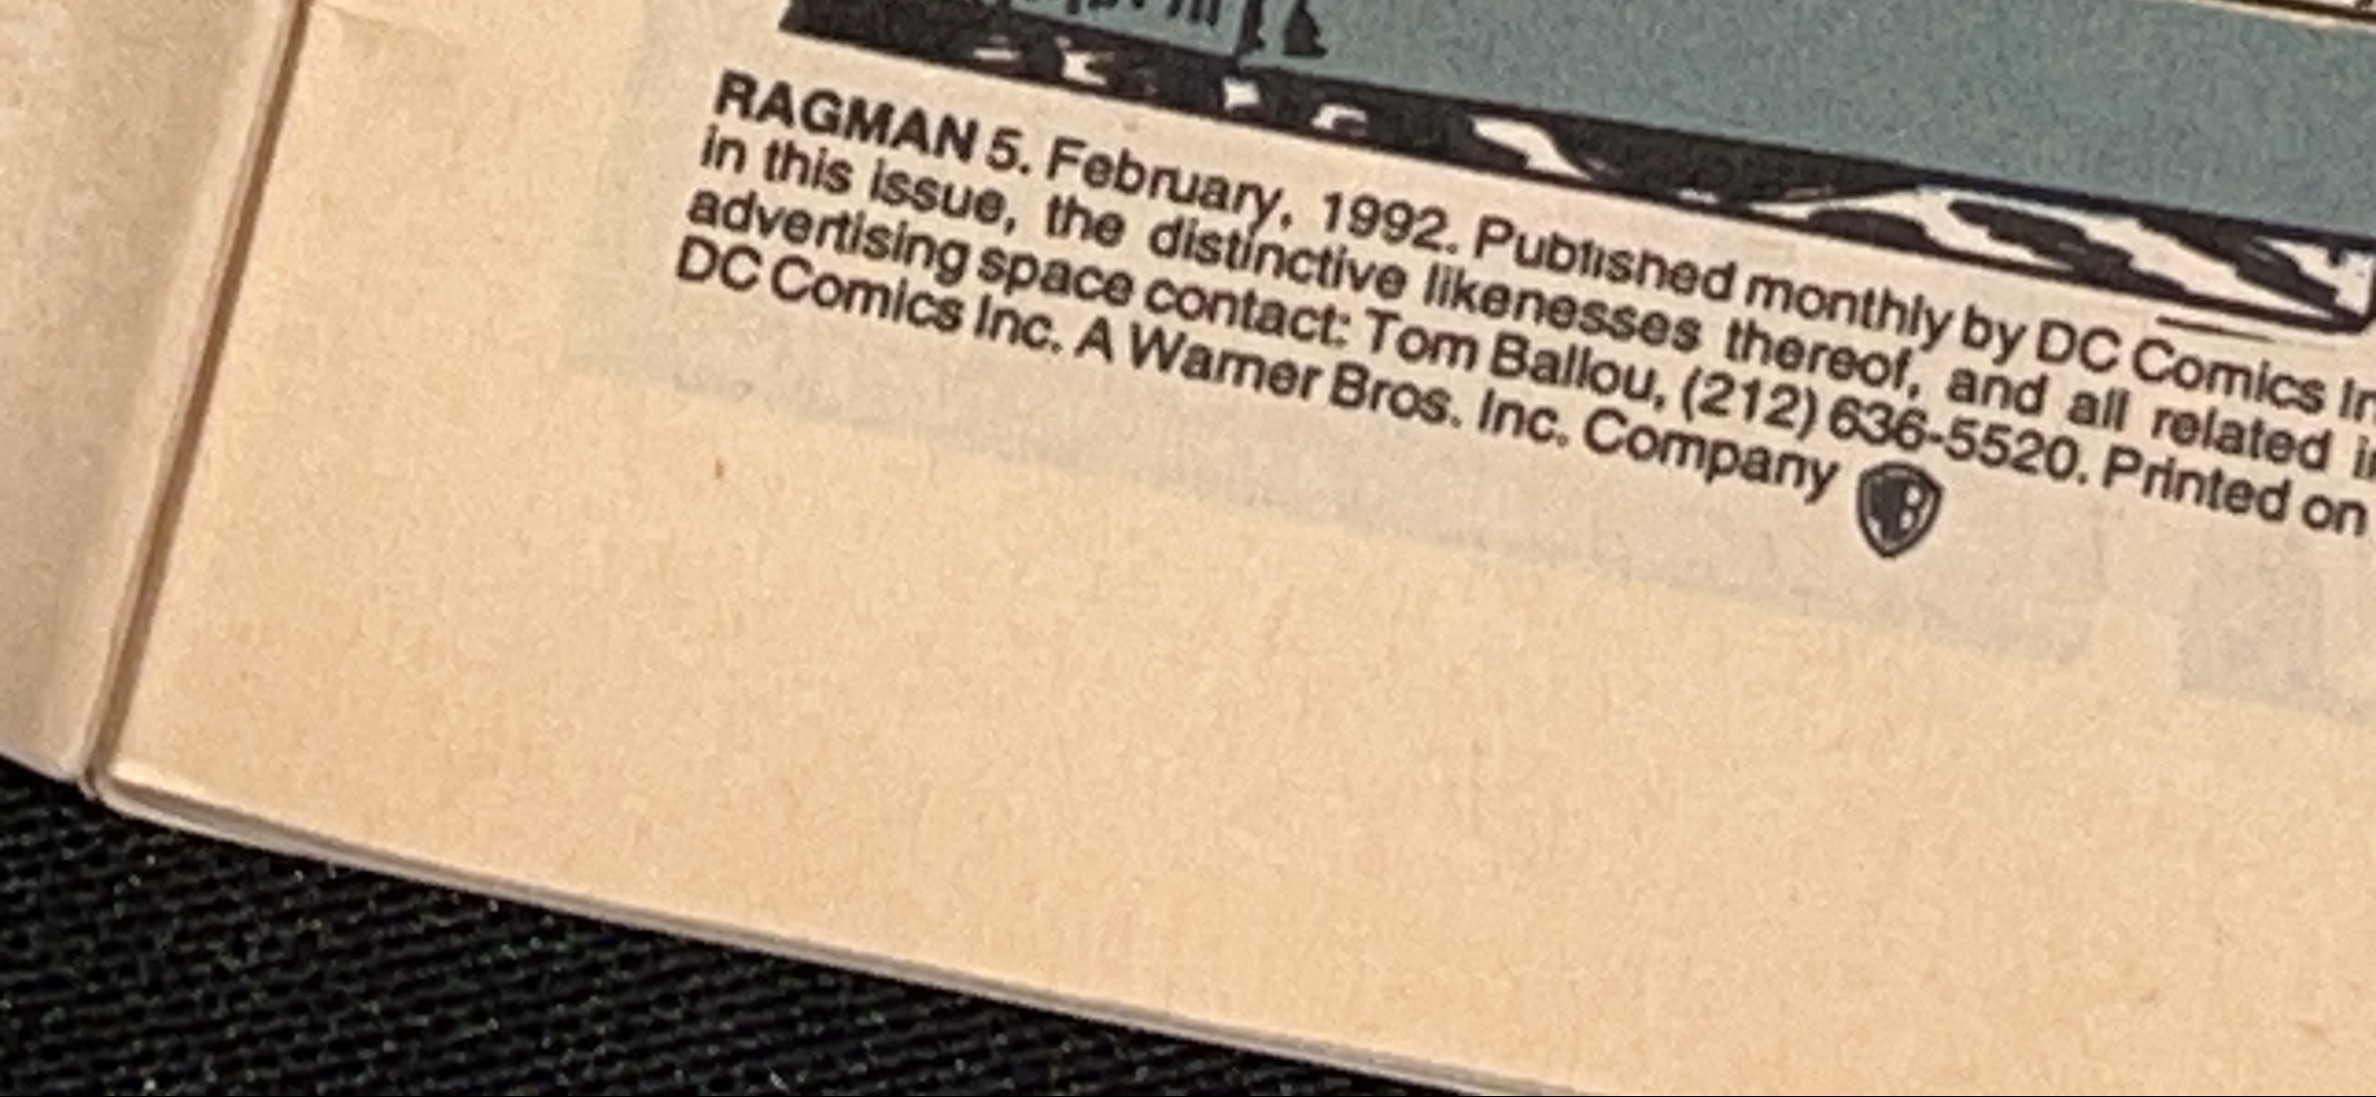 RAGMAN 5. February, 1992. Published monthly by DC Comics In
in this issue, the distinctive likenesses thereof, and all related i
advertising space contact: Tom Ballou, (212) 636-5520. Printed on
DC Comics Inc. A Warner Bros. Inc. Company